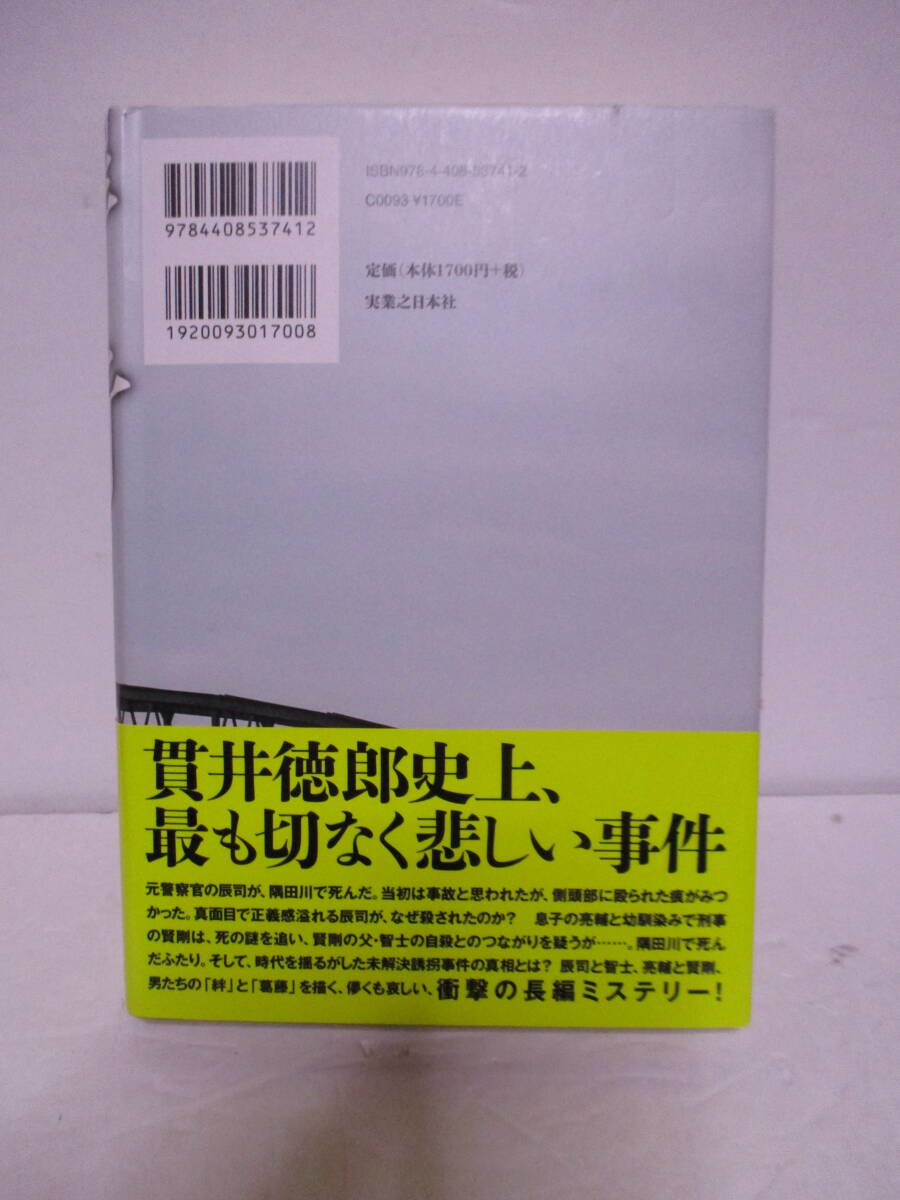 ISBN978-4-408-53741-2
C0093 ¥1700E
9784408537412
定価(本体1700円+税)
実業之日本社
1920093017008
貫井徳郎史上、
最も切なく悲しい事件
元警察官の辰司が、隅田川で死んだ。当初は事故と思われたが、側頭部に殴られた痕がみつ
かった。真面目で正義感溢れる辰司が、なぜ殺されたのか? 息子の亮輔と幼馴染みで刑事
の賢剛は、死の謎を追い、賢剛の父・智士の自殺とのつながりを疑うが……。隅田川で死ん
だふたり。そして、時代を揺るがした未解決誘拐事件の真相とは? 辰司と智士、亮輔と賢剛、
男たちの「絆」と「葛藤」を描く、儚くも哀しい、衝撃の長編ミステリー!